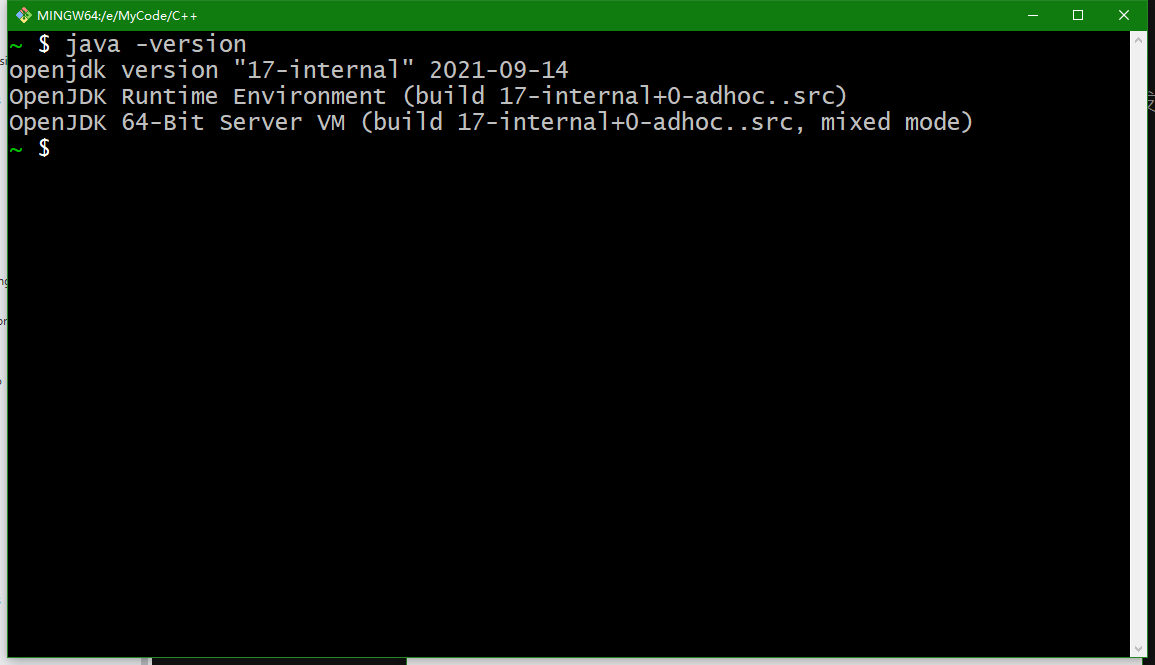 MINGW64:/e/MyCode/C++
~ $ java -version
openjdk version "17-internal" 2021-09-14
OpenJDK Runtime Environment (build 17-internal+0-adhoc..src)
OpenJDK 64-Bit Server VM (build 17-internal+0-adhoc..src, mixed mode)
~ $